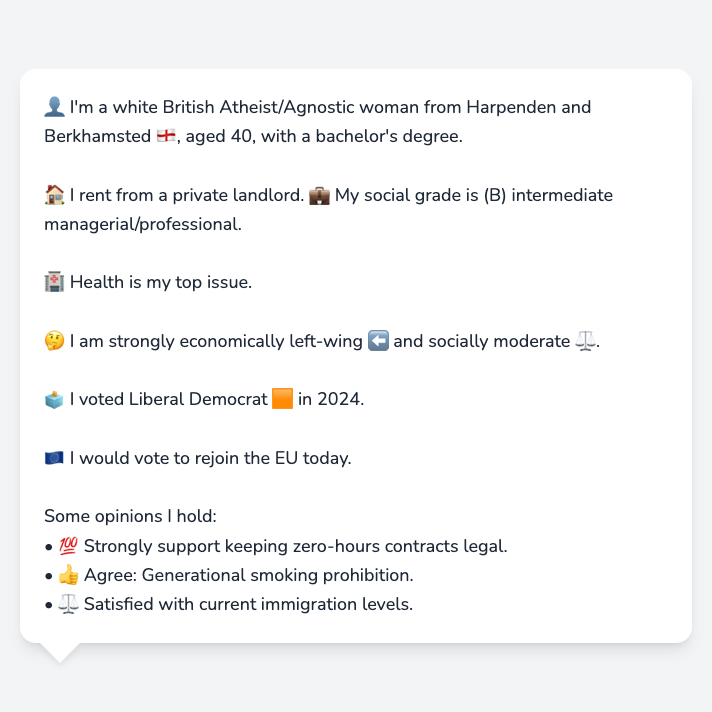 👤 I'm a white British Atheist/Agnostic woman from Harpenden and
Berkhamsted 🏴󠁧󠁢󠁥󠁮󠁧󠁿, aged 40, with a bachelor's degree.
🏠 I rent from a private landlord. 💼 My social grade is (B) intermediate
managerial/professional.
🏥 Health is my top issue.
🤔 I am strongly economically left-wing ⬅️ and socially moderate ⚖️.
🗳️ I voted Liberal Democrat 🟧 in 2024.
🇪🇺 I would vote to rejoin the EU today.
Some opinions I hold:
• 💯 Strongly support keeping zero-hours contracts legal.
• 👍 Agree: Generational smoking prohibition.
• ⚖️ Satisfied with current immigration levels.